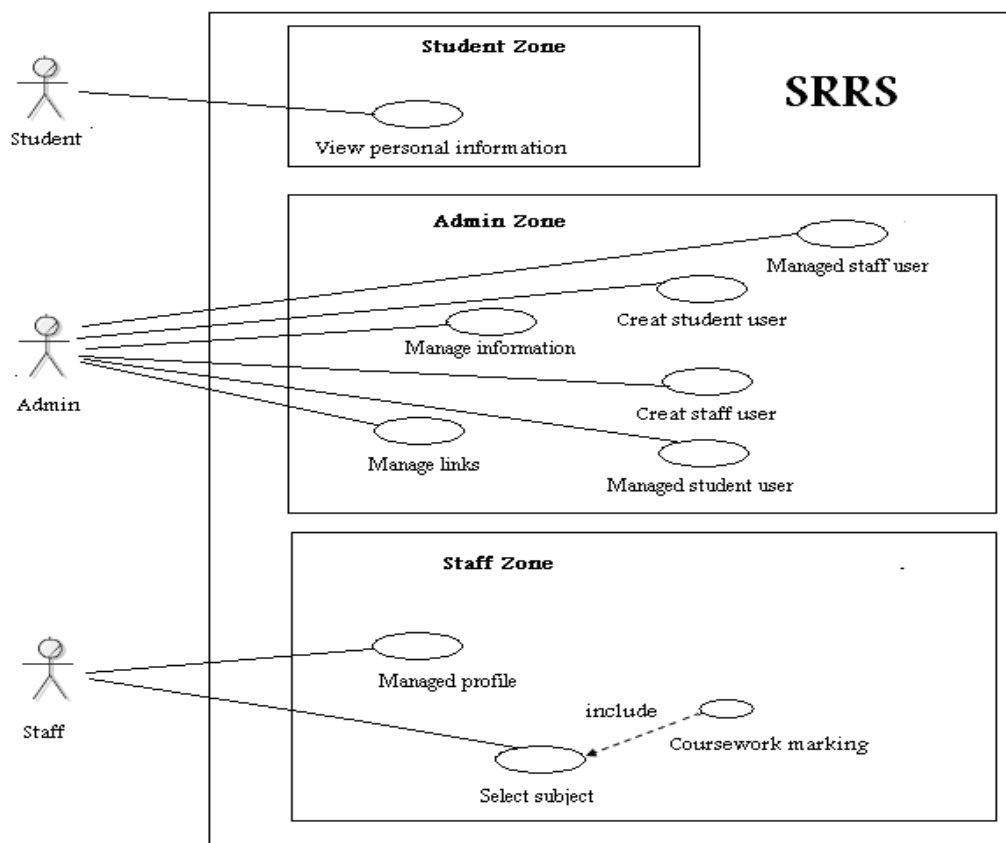 Student Zone
SRRS
Student
View personal information
Admin Zone
Managed staff user
Creat student user
Manage information
Admin
Creat staff user
Manage links
Managed student user
Staff Zone
Managed profile
include
Staff
Coursework marking
Select subject